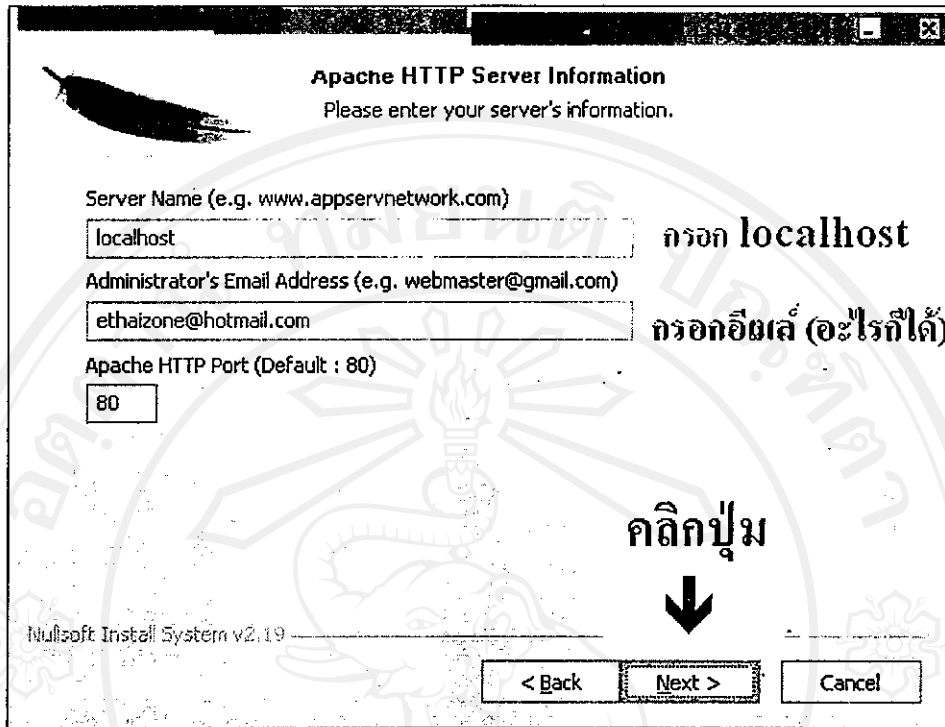 Apache HTTP Server Information
Please enter your server's information.
Server Name (e.g. www.appservnetwork.com)
localhost
กรอก localhost
Administrator's Email Address (e.g. webmaster@gmail.com)
ethaizone@hotmail.com
กรอกอีเมล์ (อะไรก็ได้)
Apache HTTP Port (Default : 80)
80
คลิกปุ่ม
Nullsoft Install System v2.19
< Back
Next >
Cancel